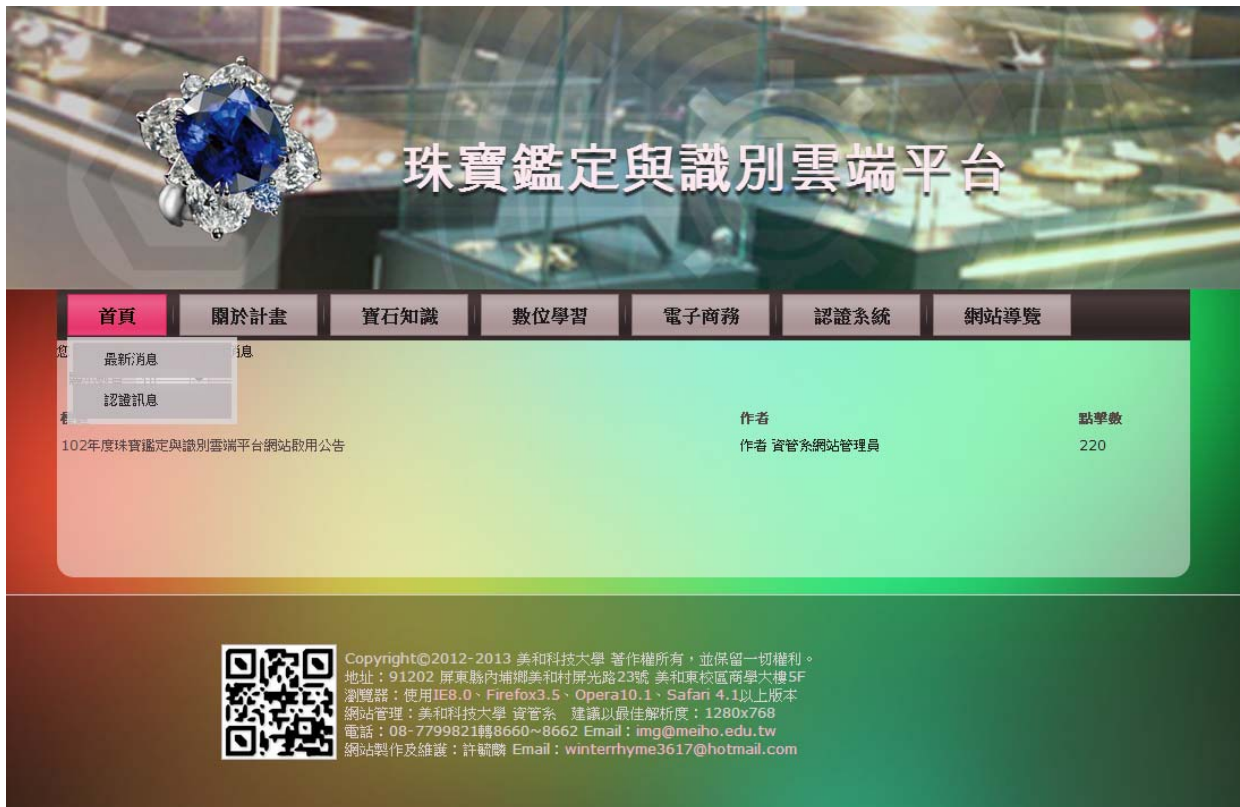 珠寶鑑定與識別雲端平台
首頁 關於計畫 寶石知識 數位學習 電子商務 認證系統 網站導覽
您 消息
最新消息
認證訊息
作者 點擊數
102年度珠寶鑑定與識別雲端平台網站啟用公告 作者 資管系網站管理員 220
Copyright©2012-2013 美和科技大學 著作權所有，並保留一切權利。
地址：91202 屏東縣內埔鄉美和村屏光路23號 美和東校區商學大樓5F
瀏覽器：使用IE8.0、Firefox3.5、Opera10.1、Safari 4.1以上版本
網站管理：美和科技大學 資管系 建議以最佳解析度：1280x768
電話：08-7799821轉8660~8662 Email：img@meiho.edu.tw
網站製作及維護：許毓麟 Email：winterrhyme3617@hotmail.com